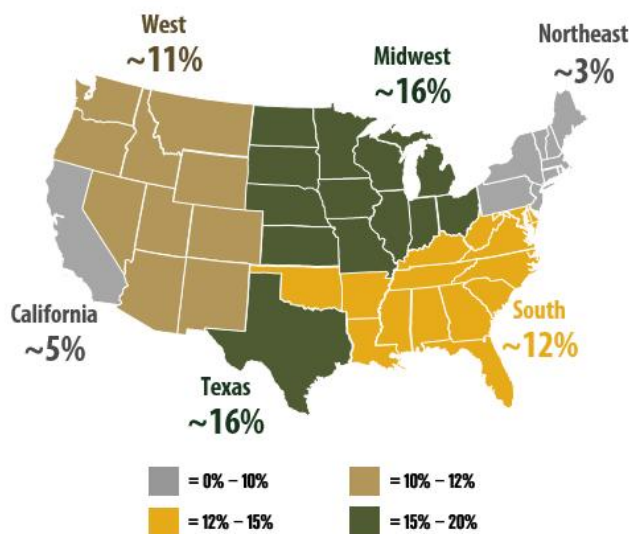 West
~11%
Midwest
~16%
Northeast
~3%
California
~5%
South
~12%
Texas
~16%
= 0% – 10%
= 10% – 12%
= 12% – 15%
= 15% – 20%